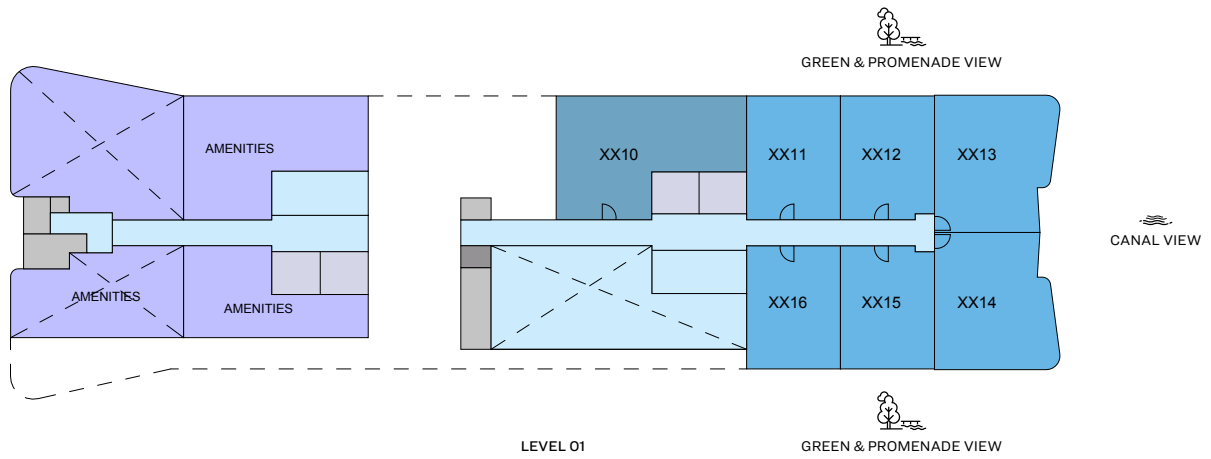 GREEN & PROMENADE VIEW
AMENITIES
XX10
XX11
XX12
XX13
CANAL VIEW
AMENITIES
AMENITIES
XX16
XX15
XX14
LEVEL 01
GREEN & PROMENADE VIEW